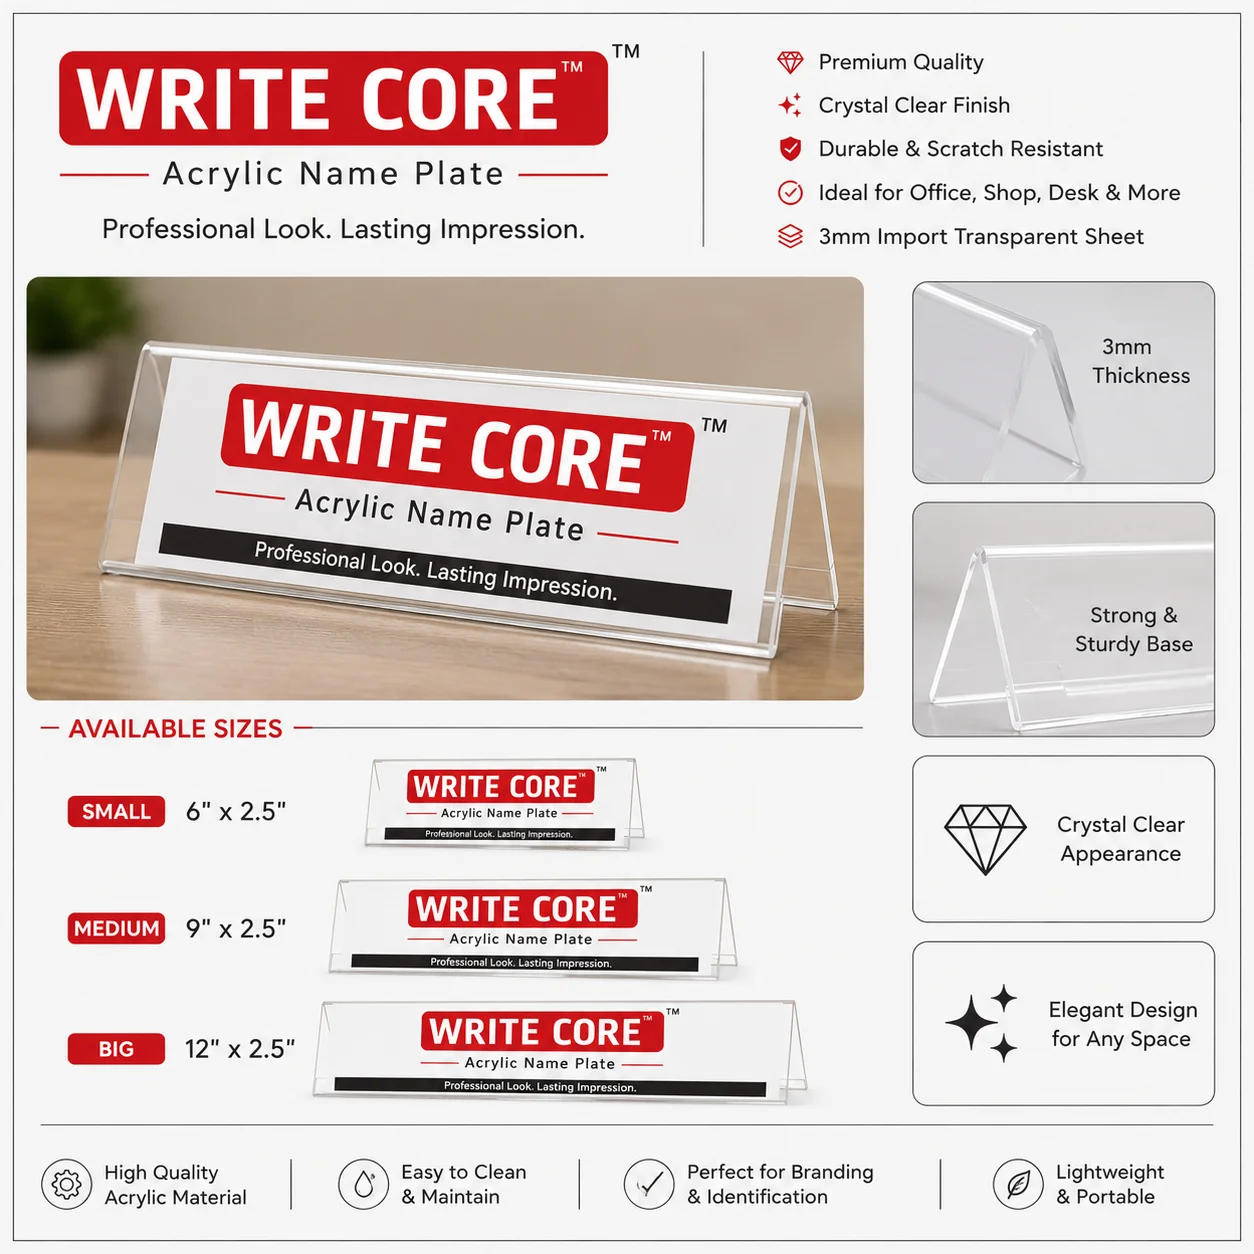 WRITE CORE™ ™
Acrylic Name Plate
Professional Look. Lasting Impression.
Premium Quality
Crystal Clear Finish
Durable & Scratch Resistant
Ideal for Office, Shop, Desk & More
3mm Import Transparent Sheet
WRITE CORE™ ™
Acrylic Name Plate
Professional Look. Lasting Impression.
3mm
Thickness
Strong &
Sturdy Base
Crystal Clear
Appearance
Elegant Design
for Any Space
AVAILABLE SIZES
SMALL 6" x 2.5"
WRITE CORE™ ™
Acrylic Name Plate
Professional Look. Lasting Impression.
MEDIUM 9" x 2.5"
WRITE CORE™ ™
Acrylic Name Plate
Professional Look. Lasting Impression.
BIG 12" x 2.5"
WRITE CORE™ ™
Acrylic Name Plate
Professional Look. Lasting Impression.
High Quality
Acrylic Material
Easy to Clean
& Maintain
Perfect for Branding
& Identification
Lightweight
& Portable